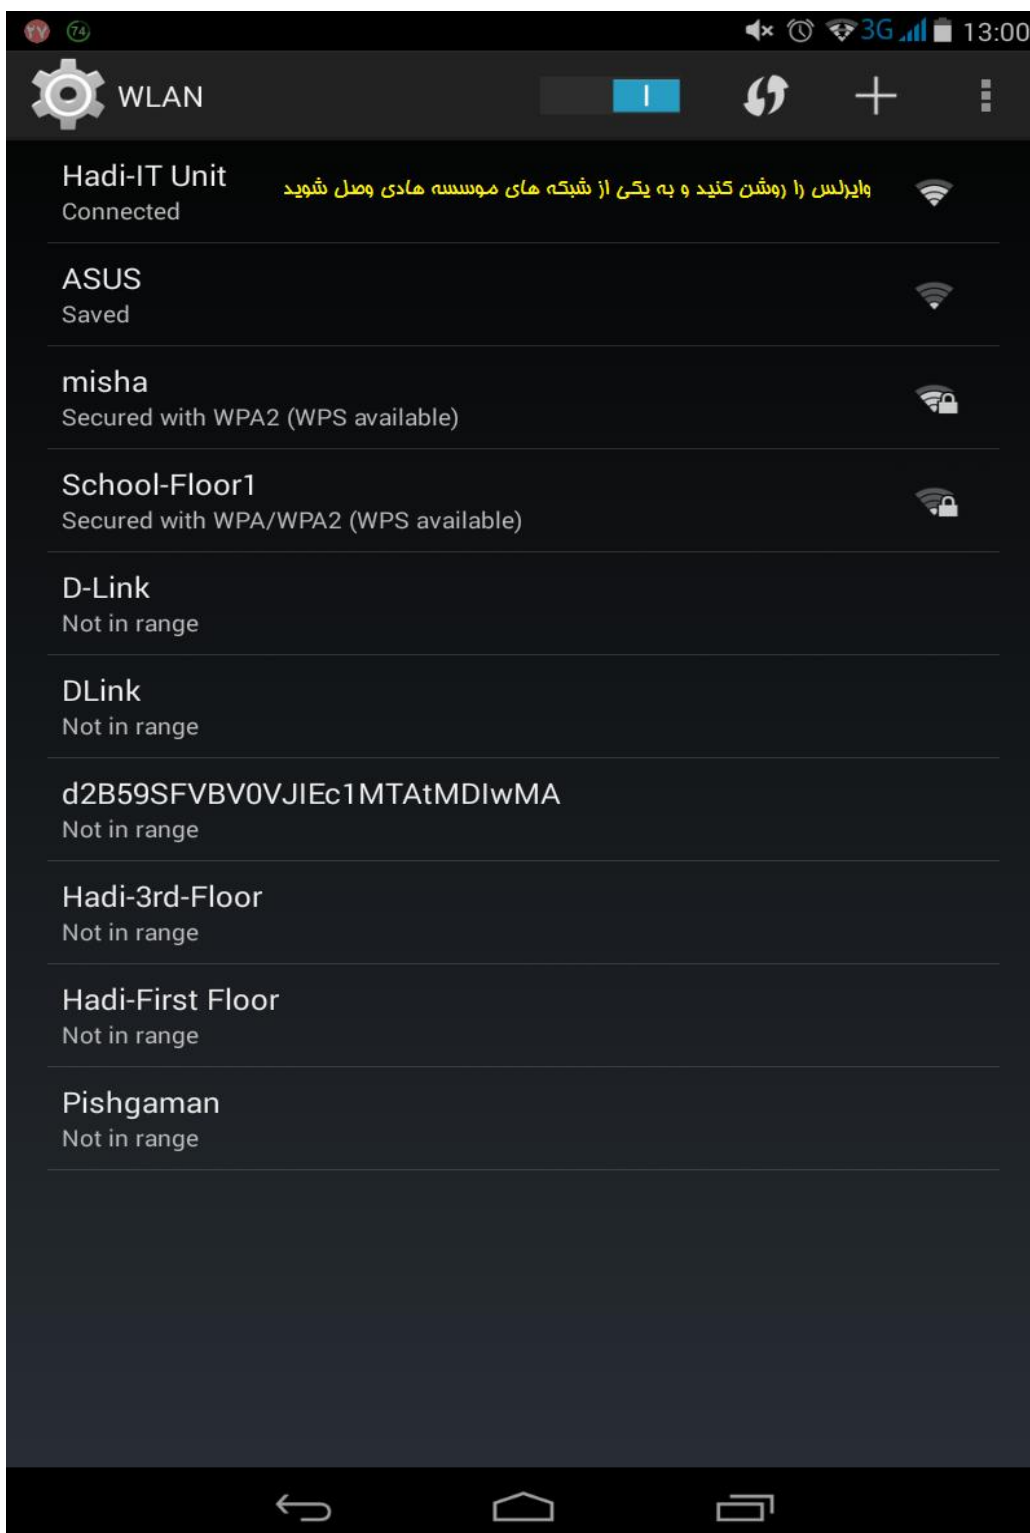 ۲۷ 74 3G 13:00
WLAN
Hadi-IT Unit
وایرلس را روشن کنید و به یکی از شبکه های موسسه هادی وصل شوید
Connected
ASUS
Saved
misha
Secured with WPA2 (WPS available)
School-Floor1
Secured with WPA/WPA2 (WPS available)
D-Link
Not in range
DLink
Not in range
d2B59SFVBV0VJIEc1MTAtMDIwMA
Not in range
Hadi-3rd-Floor
Not in range
Hadi-First Floor
Not in range
Pishgaman
Not in range